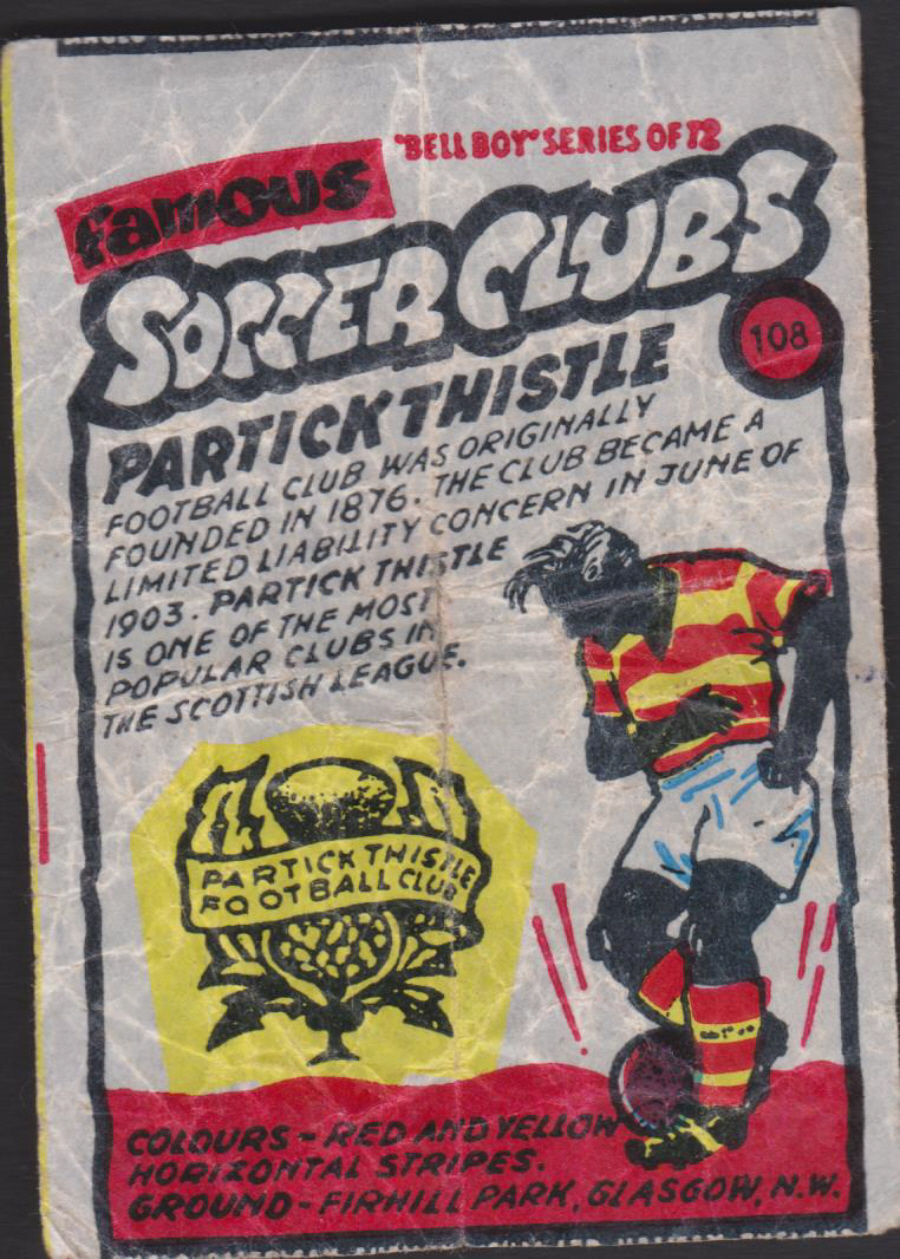 "BELL BOY" SERIES OF 72
famous
SOCCER CLUBS
108
PARTICK THISTLE
FOOTBALL CLUB WAS ORIGINALLY
FOUNDED IN 1876. THE CLUB BECAME A
LIMITED LIABILITY CONCERN IN JUNE OF
1903. PARTICK THISTLE
IS ONE OF THE MOST
POPULAR CLUBS IN
THE SCOTTISH LEAGUE.
PARTICK THISTLE
FOOTBALL CLUB
COLOURS - RED AND YELLOW
HORIZONTAL STRIPES.
GROUND - FIRHILL PARK, GLASGOW, N.W.